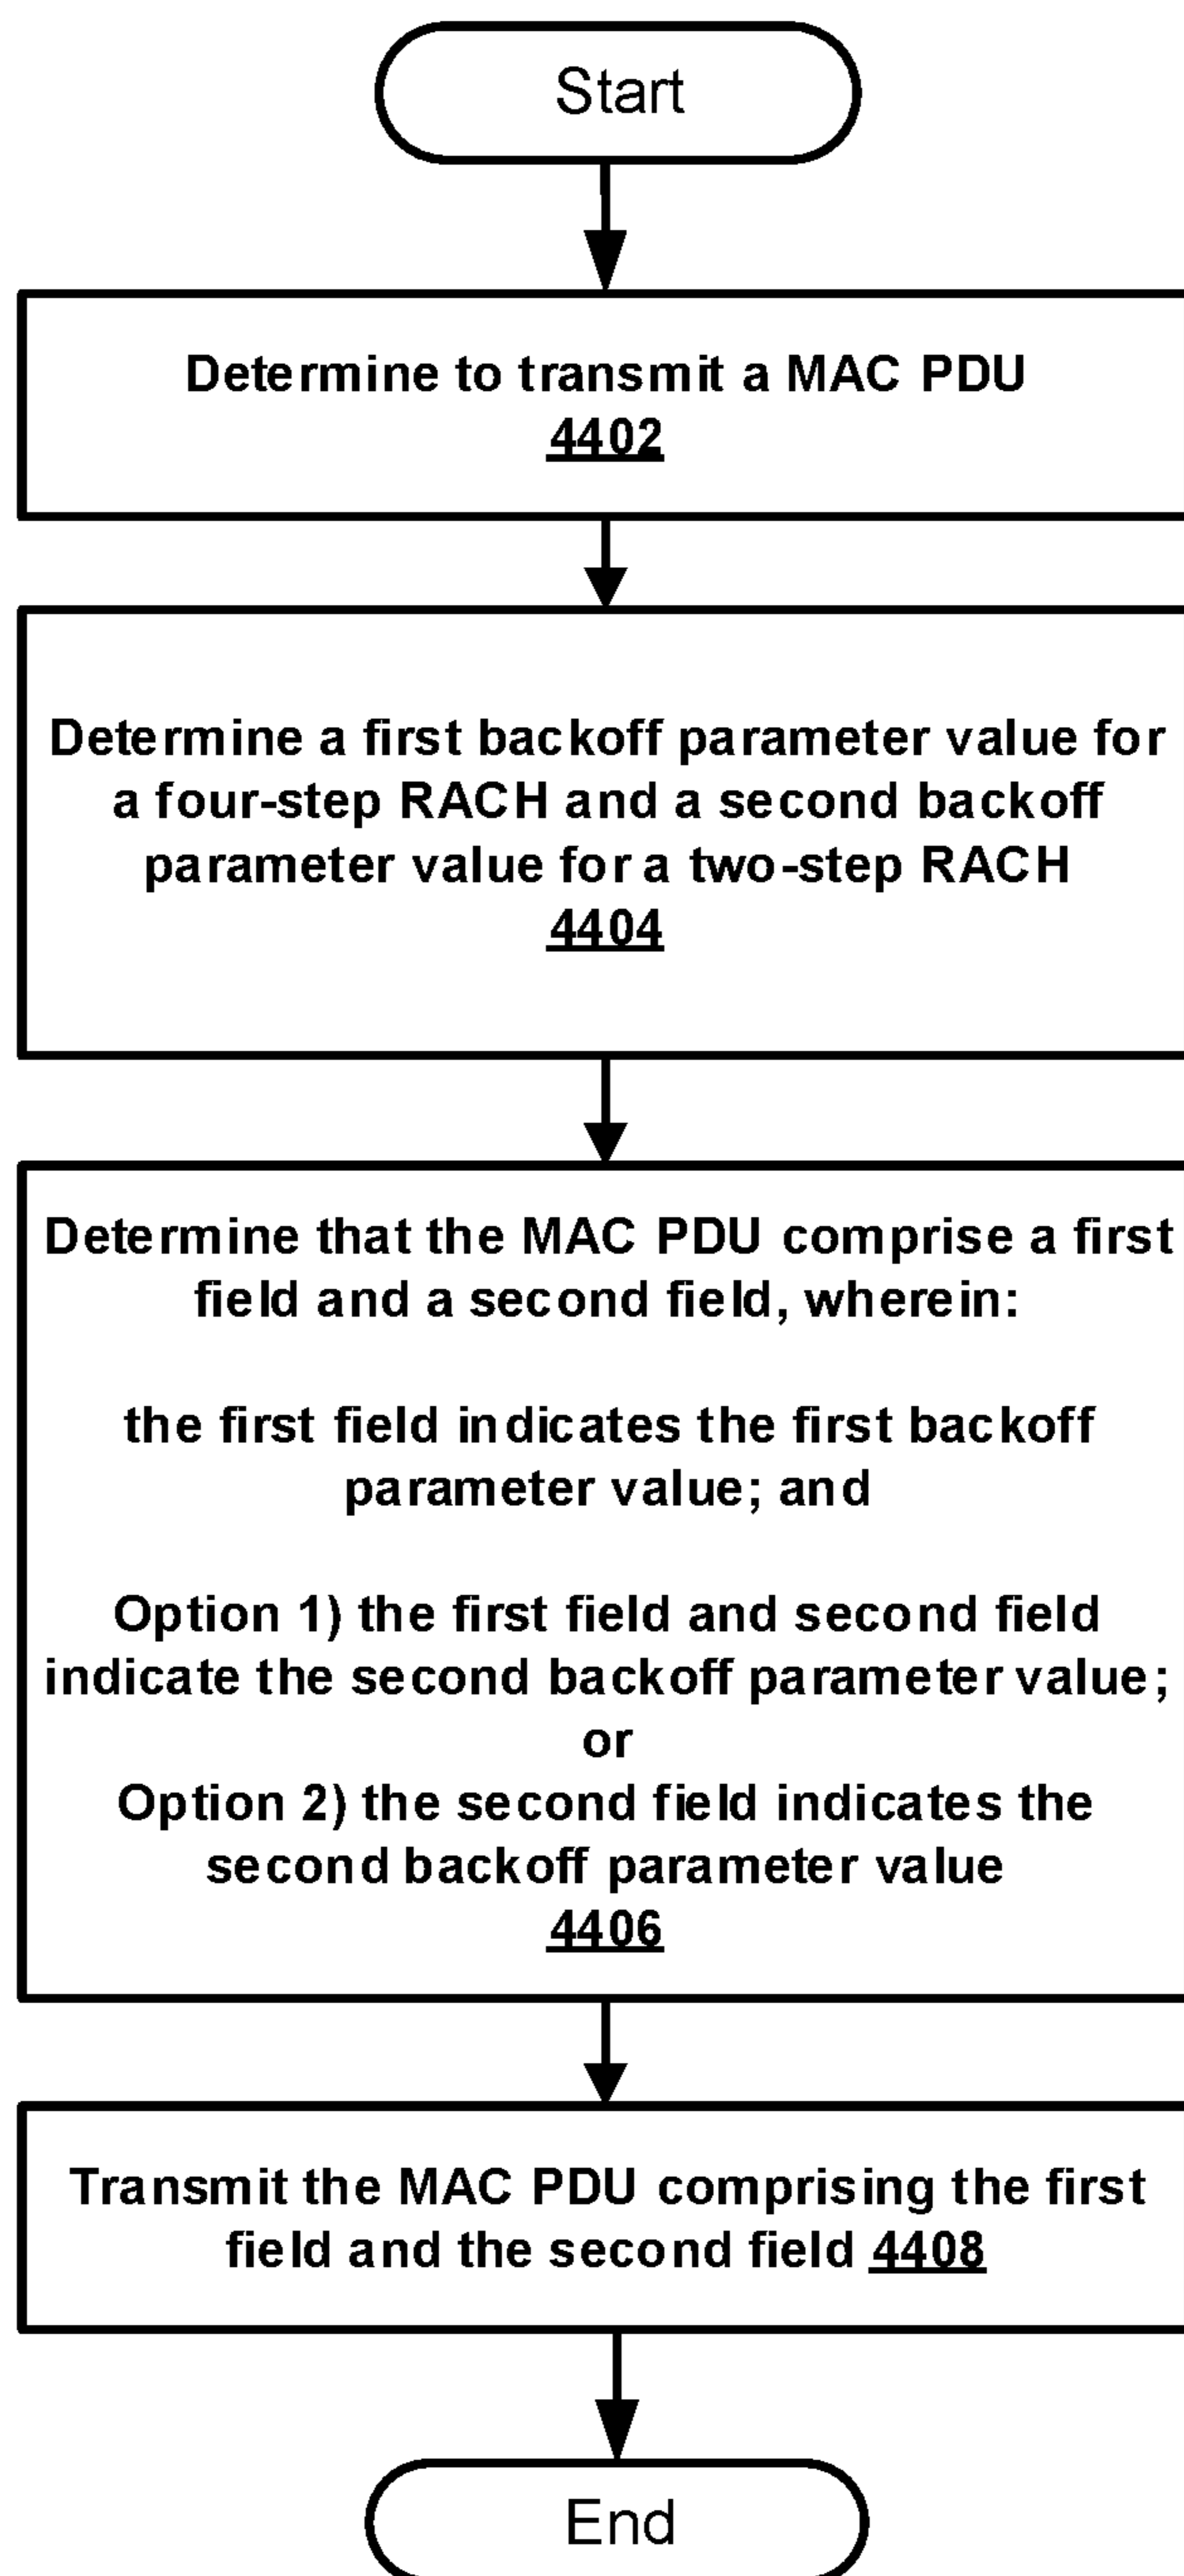 Start
Determine to transmit a MAC PDU
4402
Determine a first backoff parameter value for
a four-step RACH and a second backoff
parameter value for a two-step RACH
4404
Determine that the MAC PDU comprise a first
field and a second field, wherein:
the first field indicates the first backoff
parameter value; and
Option 1) the first field and second field
indicate the second backoff parameter value;
or
Option 2) the second field indicates the
second backoff parameter value
4406
Transmit the MAC PDU comprising the first
field and the second field 4408
End